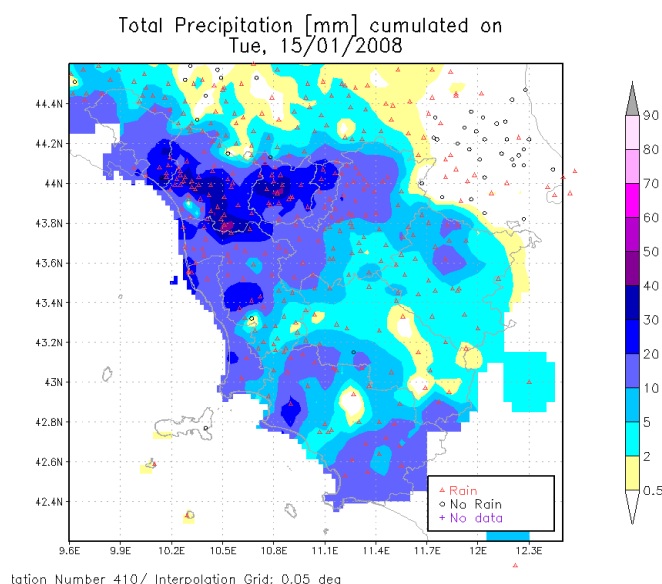 Total Precipitation [mm] cumulated on
Tue, 15/01/2008
44.4N
44.2N
44N
43.8N
43.6N
43.4N
43.2N
43N
42.8N
42.6N
42.4N
9.6E 9.9E 10.2E 10.5E 10.8E 11.1E 11.4E 11.7E 12E 12.3E
90
80
70
60
50
40
30
20
10
5
2
0.5
Rain
No Rain
No data
tation Number 410/ Interpolation Grid: 0.05 deg